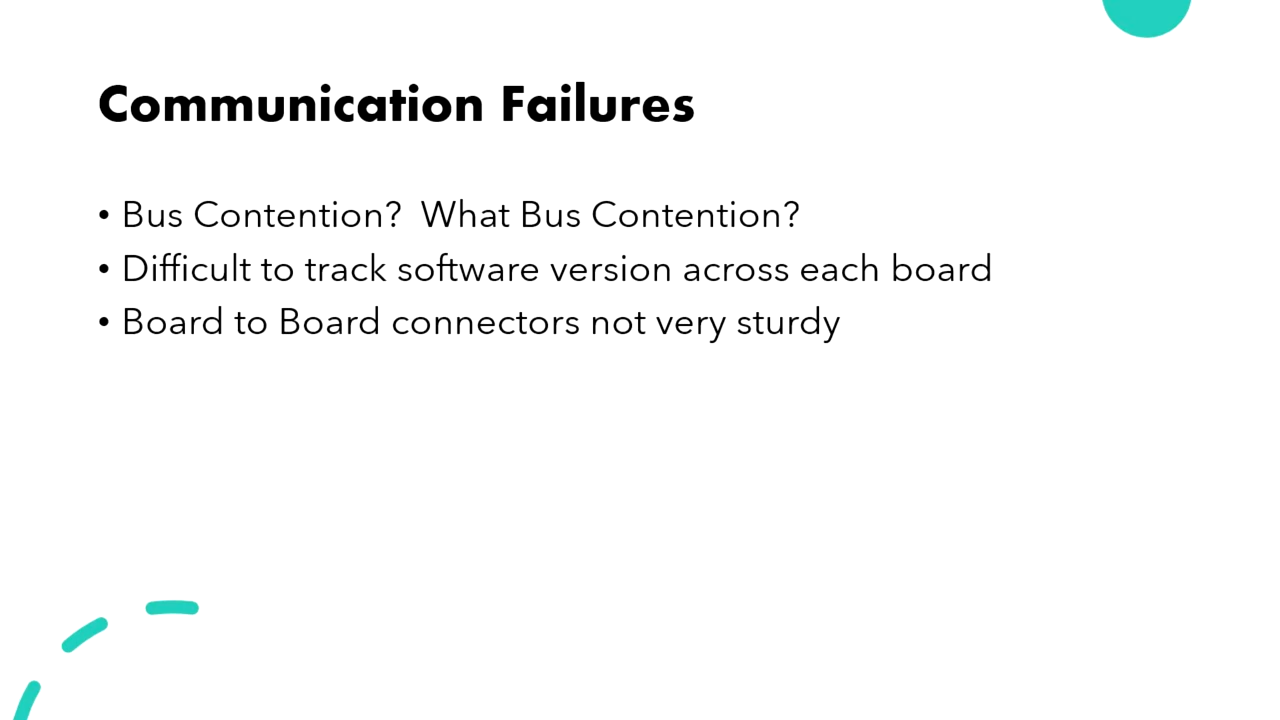 Communication Failures
• Bus Contention?  What Bus Contention?
• Difficult to track software version across each board
• Board to Board connectors not very sturdy